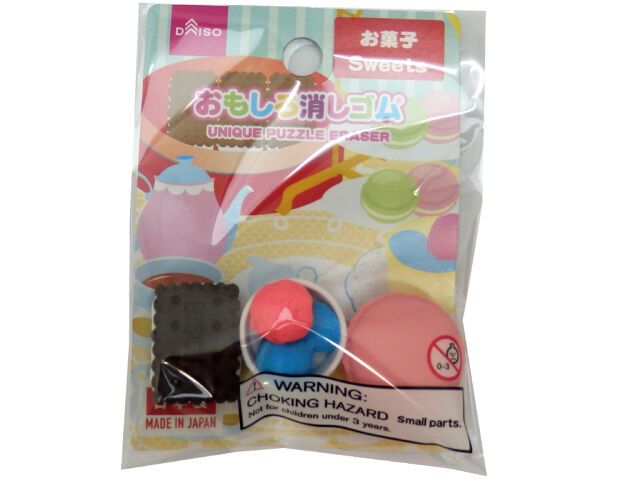 DAISO
お菓子
Sweets
おもしろ消しゴム
UNIQUE PUZZLE ERASER
0-3
WARNING:
CHOKING HAZARD Small parts.
Not for children under 3 years.
MADE IN JAPAN